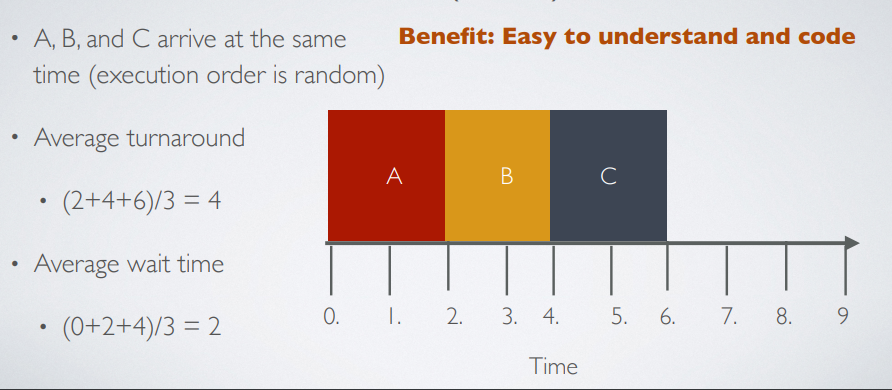 • A, B, and C arrive at the same
time (execution order is random)
Benefit: Easy to understand and code
• Average turnaround
• (2+4+6)/3 = 4
• Average wait time
• (0+2+4)/3 = 2
A B C
0. 1. 2. 3. 4. 5. 6. 7. 8. 9
Time